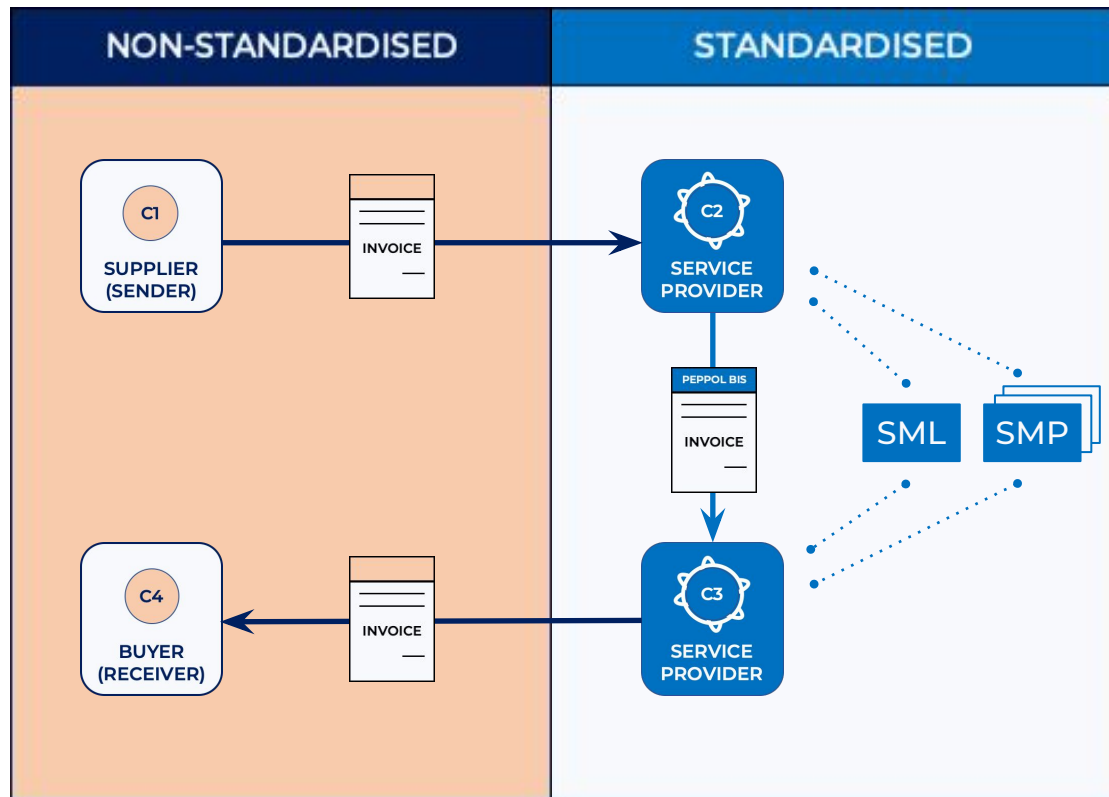 NON-STANDARDISED
STANDARDISED
C1
SUPPLIER
(SENDER)
INVOICE
C2
SERVICE
PROVIDER
PEPPOL BIS
INVOICE
SML
SMP
C4
BUYER
(RECEIVER)
INVOICE
C3
SERVICE
PROVIDER